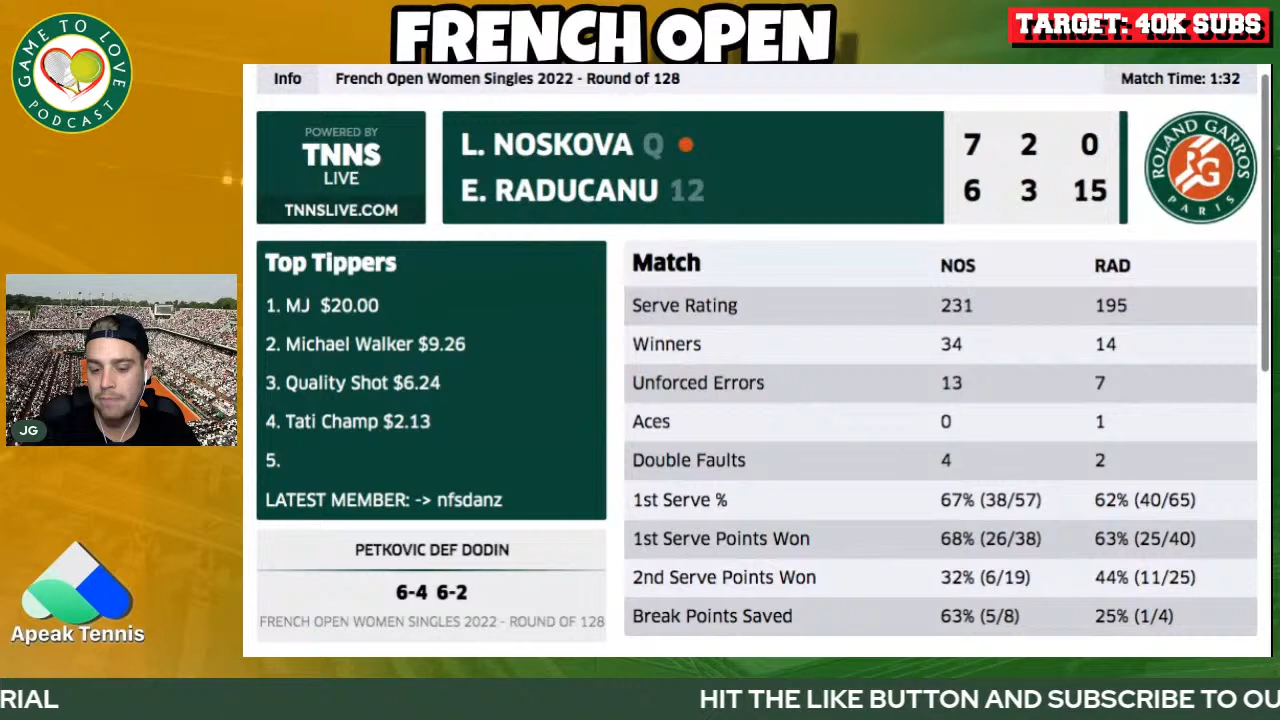 GAME TO LOVE
PODCAST
FRENCH OPEN
TARGET: 40K SUBS
Info
French Open Women Singles 2022 - Round of 128
Match Time: 1:32
POWERED BY
TNNS
LIVE
TNNSLIVE.COM
L. NOSKOVA Q 7 2 0
E. RADUCANU 12 6 3 15
ROLAND GARROS
RG
PARIS
Top Tippers
1. MJ $20.00
2. Michael Walker $9.26
3. Quality Shot $6.24
4. Tati Champ $2.13
5.
LATEST MEMBER: -> nfsdanz
PETKOVIC DEF DODIN
6-4 6-2
FRENCH OPEN WOMEN SINGLES 2022 - ROUND OF 128
Match NOS RAD
Serve Rating 231 195
Winners 34 14
Unforced Errors 13 7
Aces 0 1
Double Faults 4 2
1st Serve % 67% (38/57) 62% (40/65)
1st Serve Points Won 68% (26/38) 63% (25/40)
2nd Serve Points Won 32% (6/19) 44% (11/25)
Break Points Saved 63% (5/8) 25% (1/4)
JG
Apeak Tennis
RIAL
HIT THE LIKE BUTTON AND SUBSCRIBE TO OU